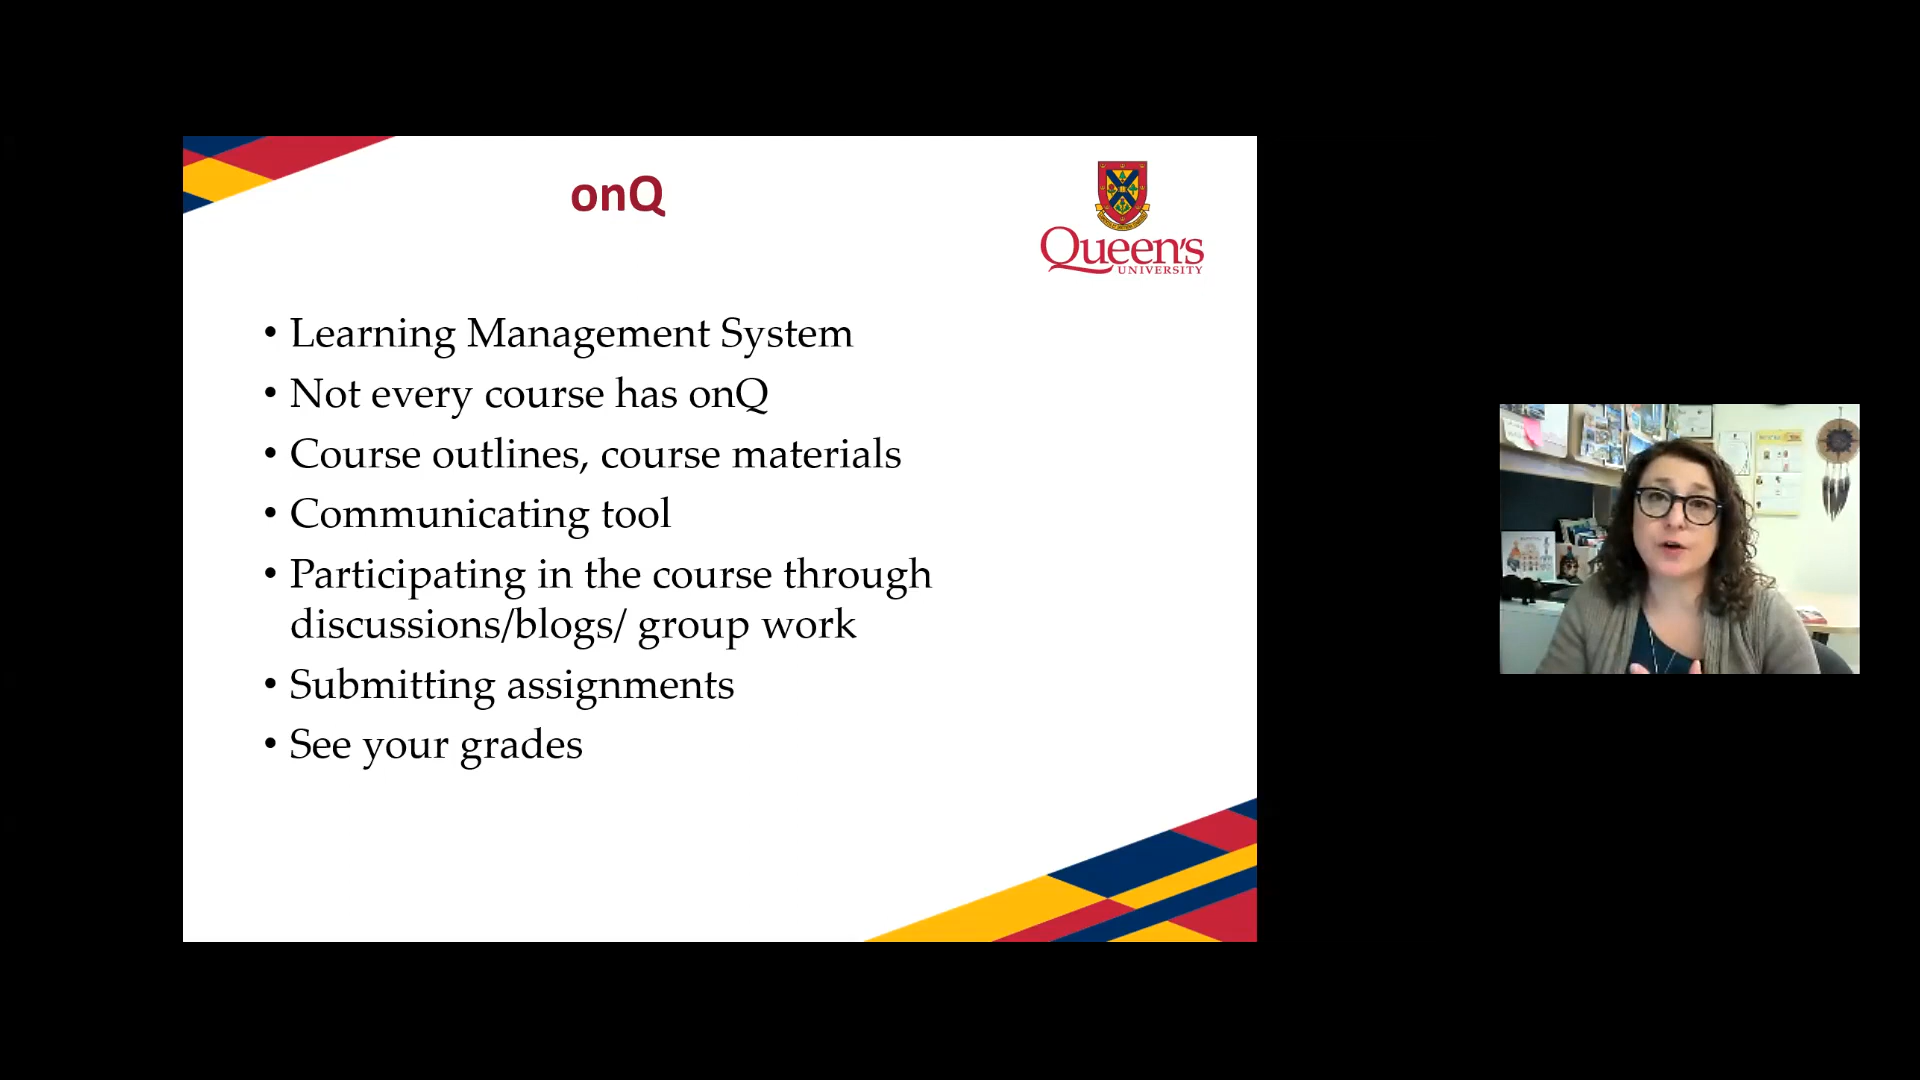 onQ
Queen's
UNIVERSITY
• Learning Management System
• Not every course has onQ
• Course outlines, course materials
• Communicating tool
• Participating in the course through
discussions/blogs/ group work
• Submitting assignments
• See your grades